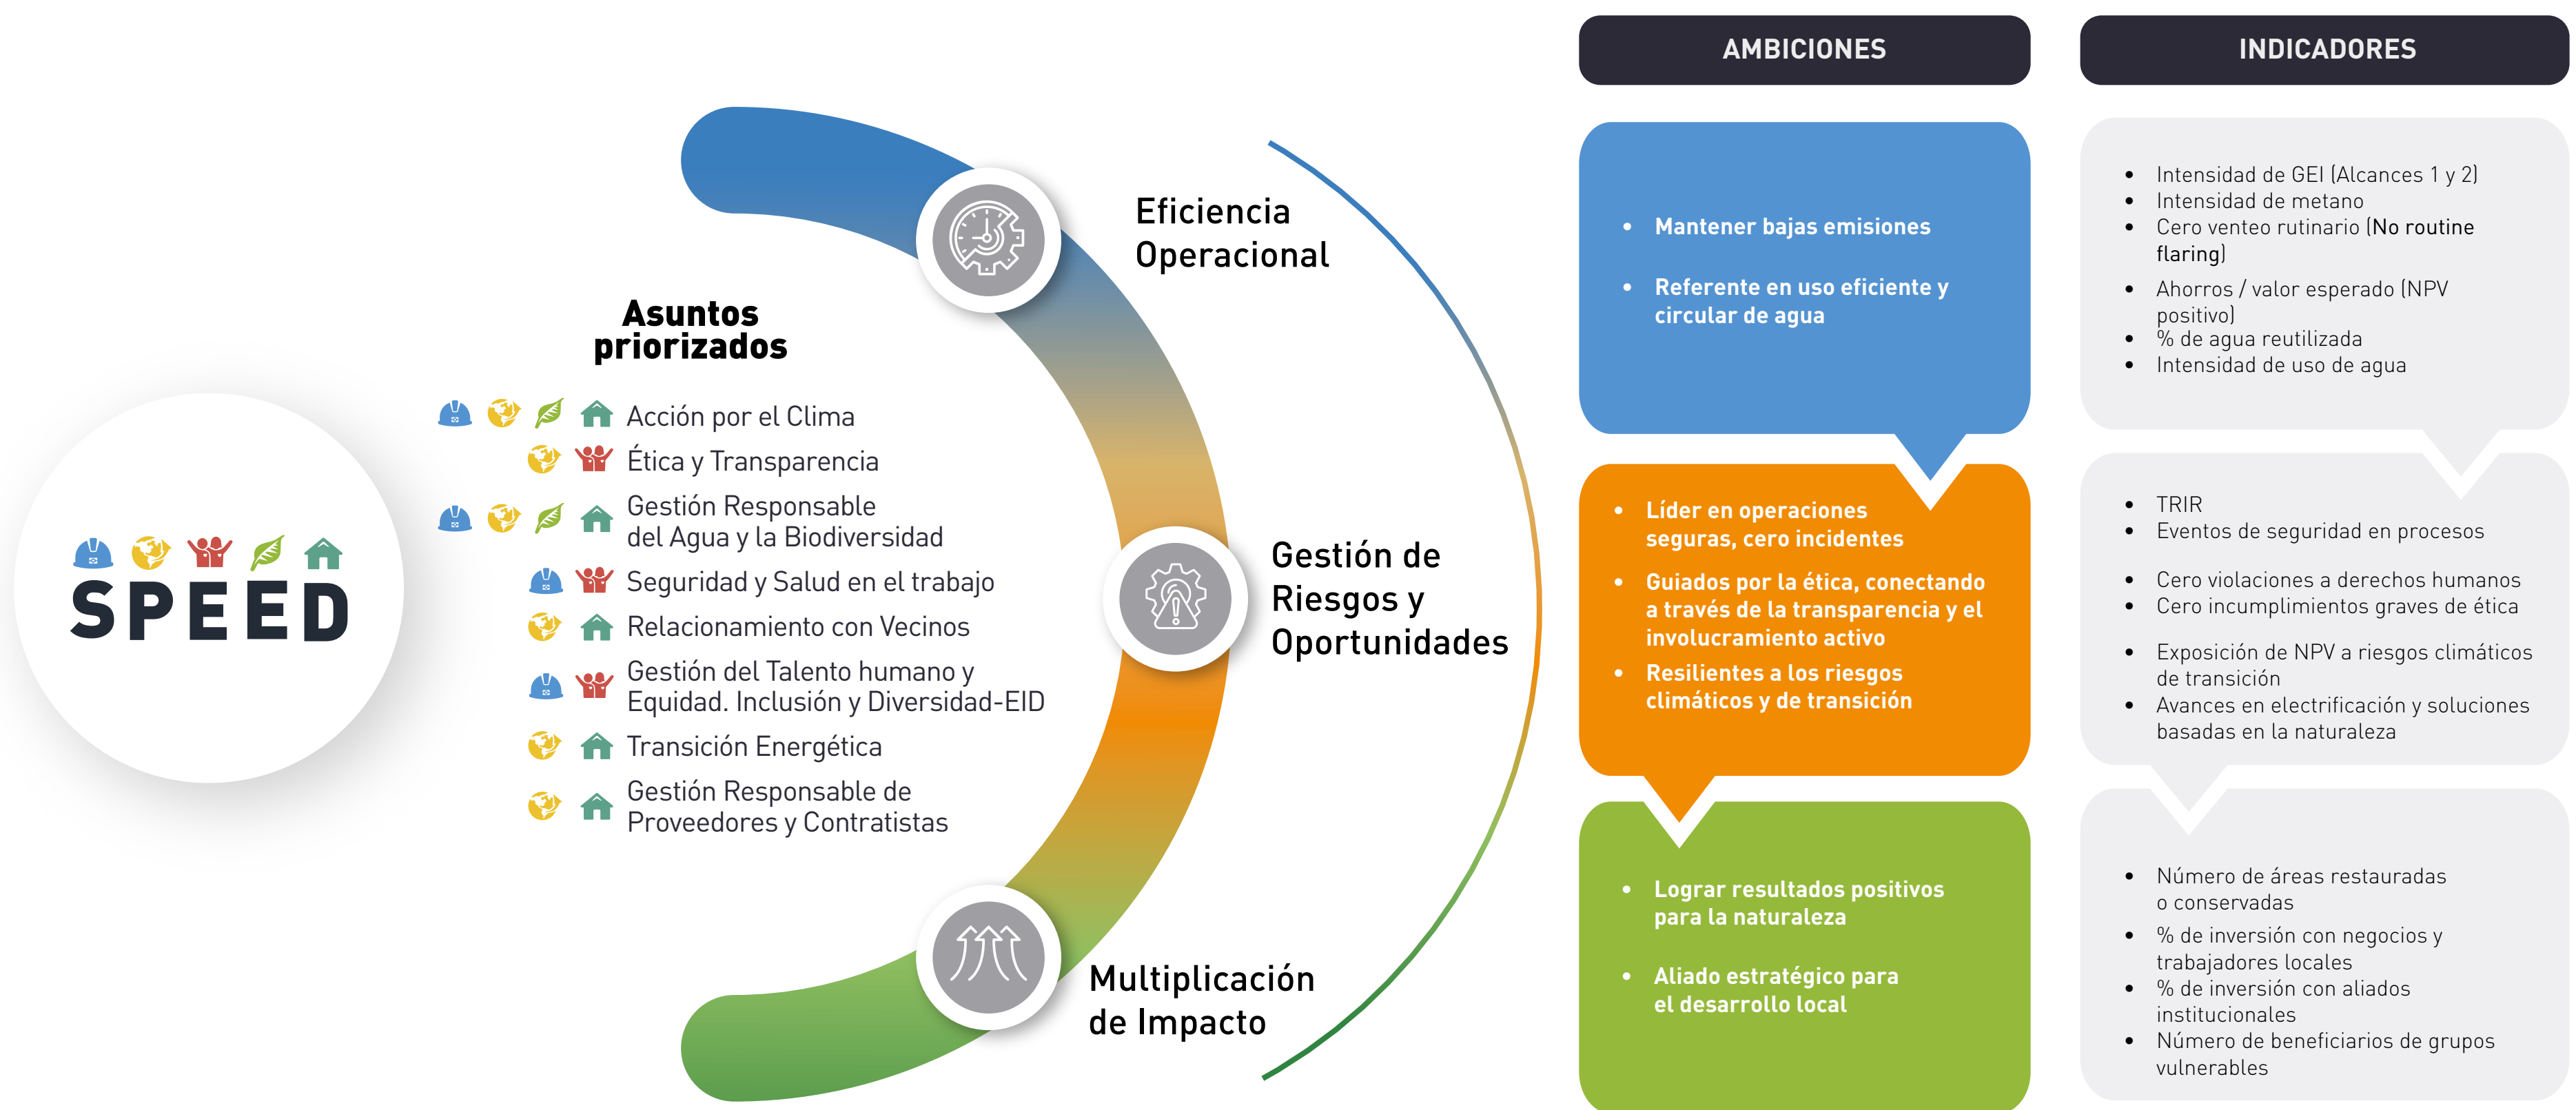 SPEED
Asuntos
priorizados
Acción por el Clima
Ética y Transparencia
Gestión Responsable
del Agua y la Biodiversidad
Seguridad y Salud en el trabajo
Relacionamiento con Vecinos
Gestión del Talento humano y
Equidad. Inclusión y Diversidad-EID
Transición Energética
Gestión Responsable de
Proveedores y Contratistas
Eficiencia
Operacional
Gestión de
Riesgos y
Oportunidades
Multiplicación
de Impacto
AMBICIONES
• Mantener bajas emisiones
• Referente en uso eficiente y
circular de agua
• Líder en operaciones
seguras, cero incidentes
• Guiados por la ética, conectando
a través de la transparencia y el
involucramiento activo
• Resilientes a los riesgos
climáticos y de transición
• Lograr resultados positivos
para la naturaleza
• Aliado estratégico para
el desarrollo local
INDICADORES
• Intensidad de GEI (Alcances 1 y 2)
• Intensidad de metano
• Cero venteo rutinario (No routine
flaring)
• Ahorros / valor esperado (NPV
positivo)
• % de agua reutilizada
• Intensidad de uso de agua
• TRIR
• Eventos de seguridad en procesos
• Cero violaciones a derechos humanos
• Cero incumplimientos graves de ética
• Exposición de NPV a riesgos climáticos
de transición
• Avances en electrificación y soluciones
basadas en la naturaleza
• Número de áreas restauradas
o conservadas
• % de inversión con negocios y
trabajadores locales
• % de inversión con aliados
institucionales
• Número de beneficiarios de grupos
vulnerables